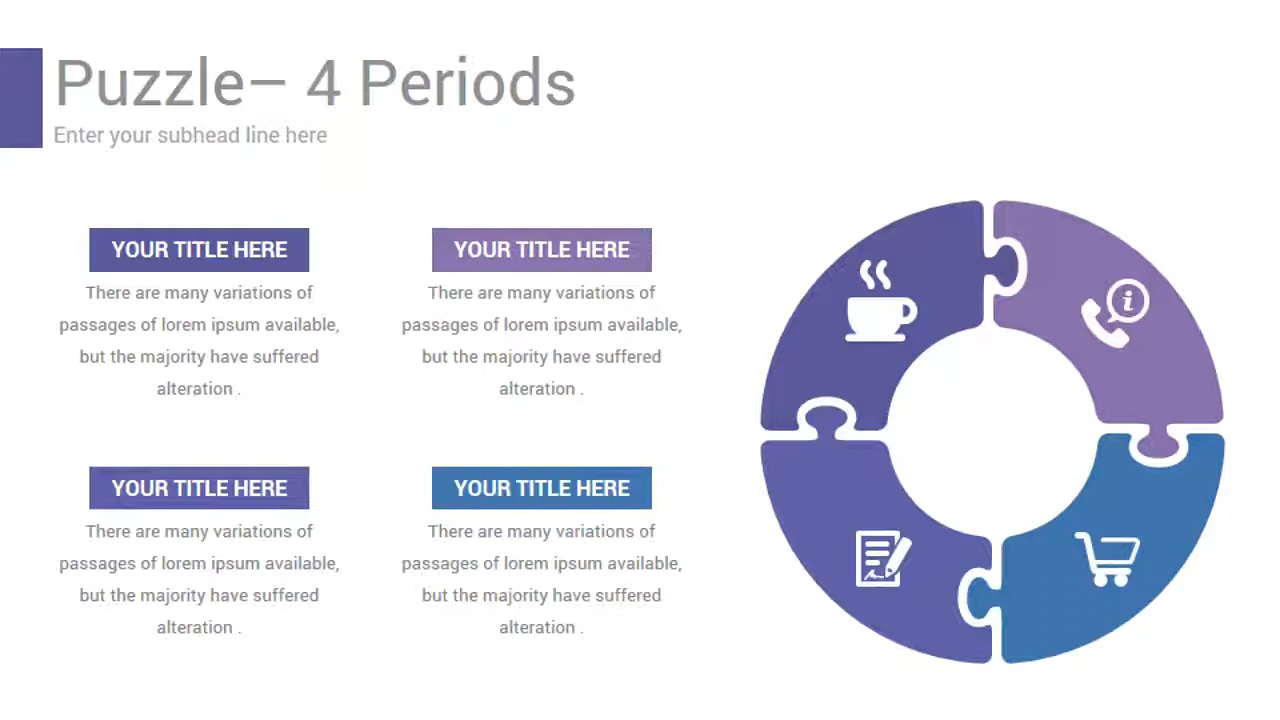 Puzzle– 4 Periods
Enter your subhead line here
YOUR TITLE HERE
There are many variations of
passages of lorem ipsum available,
but the majority have suffered
alteration .
YOUR TITLE HERE
There are many variations of
passages of lorem ipsum available,
but the majority have suffered
alteration .
YOUR TITLE HERE
There are many variations of
passages of lorem ipsum available,
but the majority have suffered
alteration .
YOUR TITLE HERE
There are many variations of
passages of lorem ipsum available,
but the majority have suffered
alteration .
i